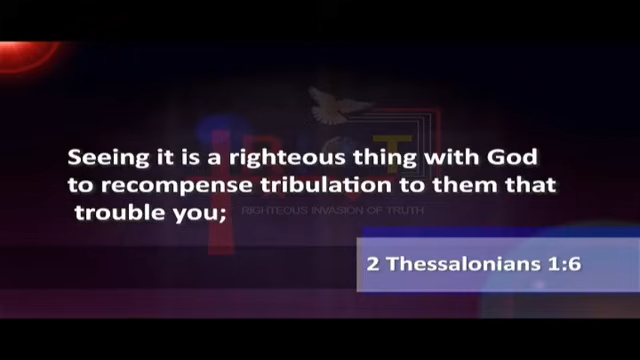 Seeing it is a righteous thing with God
to recompense tribulation to them that
trouble you;
RIGHTEOUS INVASION OF TRUTH
2 Thessalonians 1:6